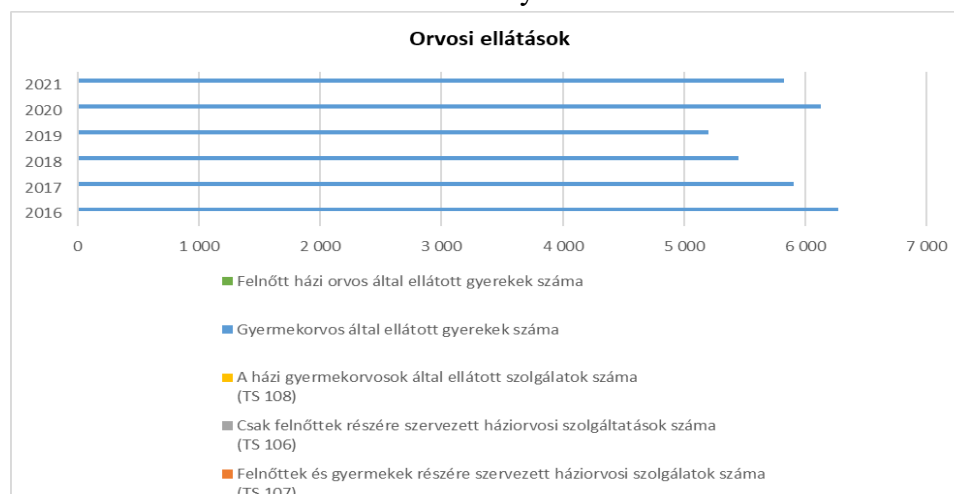 Orvosi ellátások
2021
2020
2019
2018
2017
2016
0 1 000 2 000 3 000 4 000 5 000 6 000 7 000
Felnőtt házi orvos által ellátott gyerekek száma
Gyermekorvos által ellátott gyerekek száma
A házi gyermekorvosok által ellátott szolgálatok száma
(TS 108)
Csak felnőttek részére szervezett háziorvosi szolgáltatások száma
(TS 106)
Felnőttek és gyermekek részére szervezett háziorvosi szolgálatok száma
(TS 107)